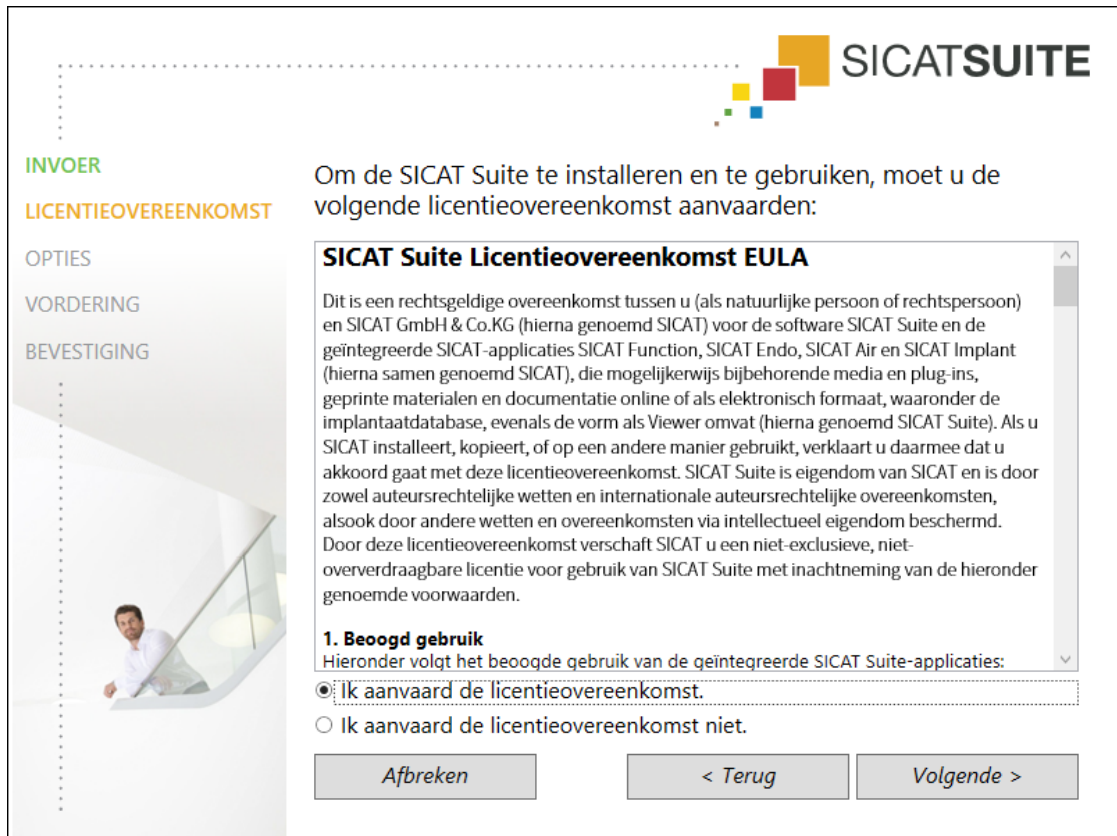 SICATSUITE
INVOER
LICENTIEOVEREENKOMST
OPTIES
VORDERING
BEVESTIGING
Om de SICAT Suite te installeren en te gebruiken, moet u de
volgende licentieovereenkomst aanvaarden:
SICAT Suite Licentieovereenkomst EULA
Dit is een rechtsgeldige overeenkomst tussen u (als natuurlijke persoon of rechtspersoon)
en SICAT GmbH & Co.KG (hierna genoemd SICAT) voor de software SICAT Suite en de
geïntegreerde SICAT-applicaties SICAT Function, SICAT Endo, SICAT Air en SICAT Implant
(hierna samen genoemd SICAT), die mogelijkerwijs bijbehorende media en plug-ins,
geprinte materialen en documentatie online of als elektronisch formaat, waaronder de
implantaatdatabase, evenals de vorm als Viewer omvat (hierna genoemd SICAT Suite). Als u
SICAT installeert, kopieert, of op een andere manier gebruikt, verklaart u daarmee dat u
akkoord gaat met deze licentieovereenkomst. SICAT Suite is eigendom van SICAT en is door
zowel auteursrechtelijke wetten en internationale auteursrechtelijke overeenkomsten,
alsook door andere wetten en overeenkomsten via intellectueel eigendom beschermd.
Door deze licentieovereenkomst verschaft SICAT u een niet-exclusieve, niet-
oververdraagbare licentie voor gebruik van SICAT Suite met inachtneming van de hieronder
genoemde voorwaarden.
1. Beoogd gebruik
Hieronder volgt het beoogde gebruik van de geïntegreerde SICAT Suite-applicaties:
Ik aanvaard de licentieovereenkomst.
Ik aanvaard de licentieovereenkomst niet.
Afbreken
< Terug
Volgende >